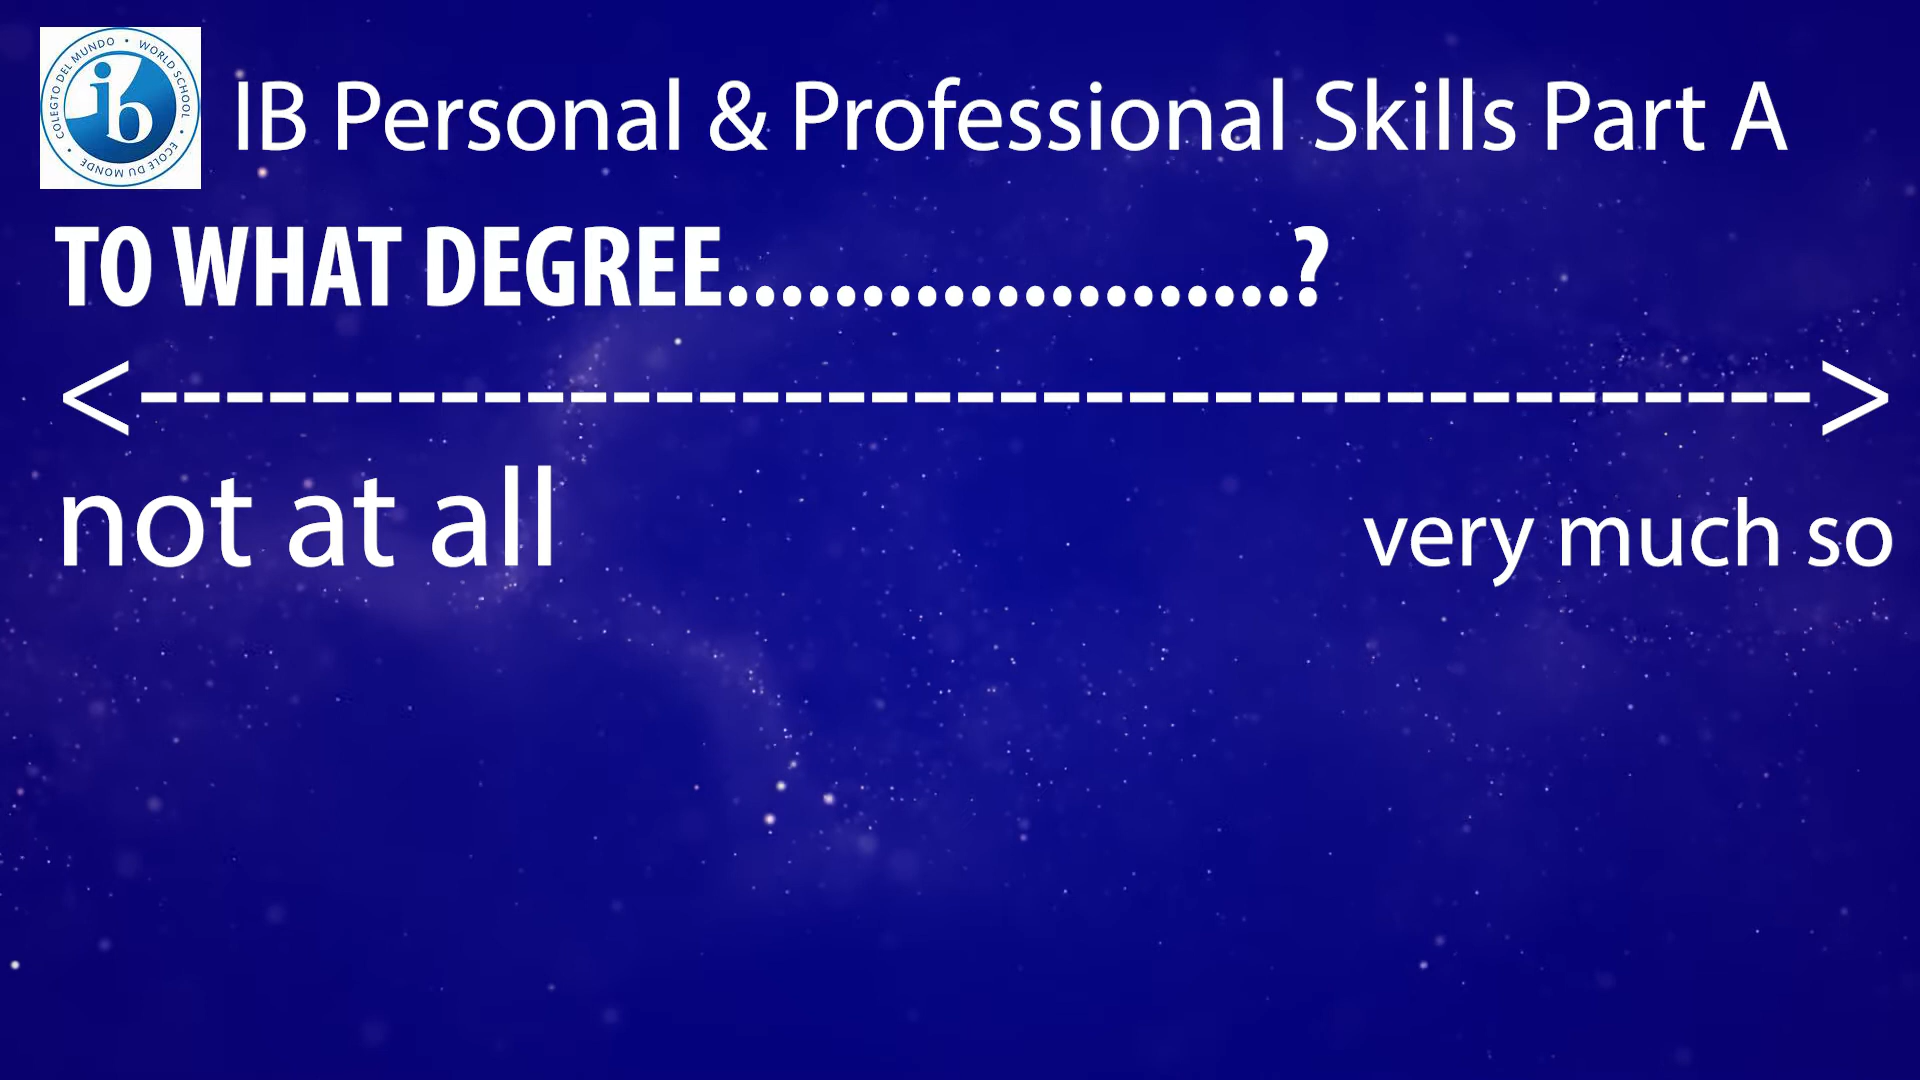 COLEGTO DEL MUNDO • WORLD SCHOOL • ECOLE DU MONDE •
ib
IB Personal & Professional Skills Part A
TO WHAT DEGREE.....................?
<--------------------------------------->
not at all
very much so